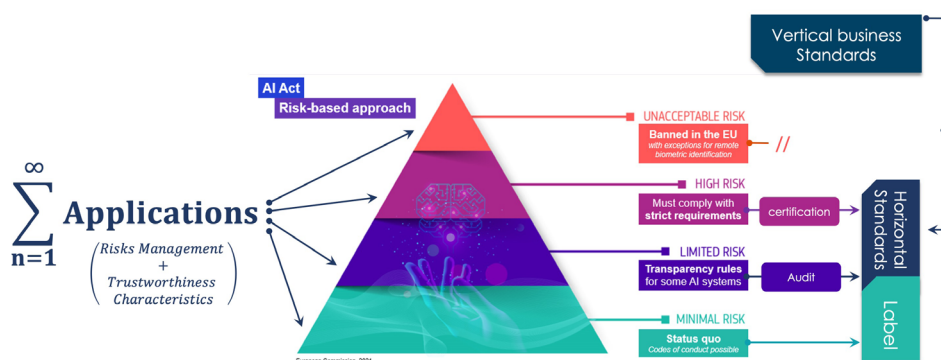 Vertical business
Standards
AI Act
Risk-based approach
UNACCEPTABLE RISK
Banned in the EU
with exceptions for remote
biometric identification
//
HIGH RISK
Must comply with
strict requirements
certification
Horizontal
Standards
∞
∑ Applications
n=1
(Risks Management
+
Trustworthiness
Characteristics)
LIMITED RISK
Transparency rules
for some AI systems
Audit
MINIMAL RISK
Status quo
Codes of conduct possible
Label